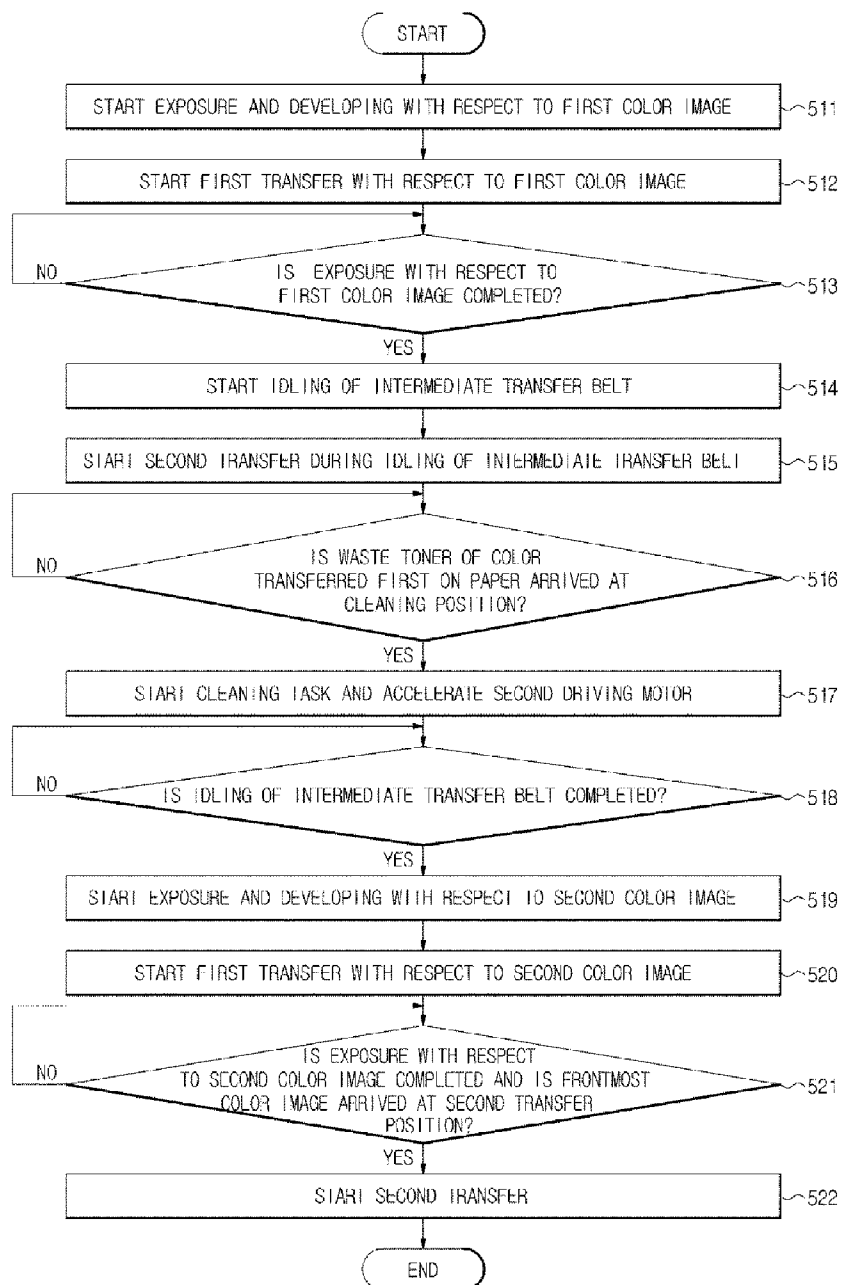 START
START EXPOSURE AND DEVELOPING WITH RESPECT TO FIRST COLOR IMAGE
511
START FIRST TRANSFER WITH RESPECT TO FIRST COLOR IMAGE
512
NO
IS EXPOSURE WITH RESPECT TO
FIRST COLOR IMAGE COMPLETED?
513
YES
START IDLING OF INTERMEDIATE TRANSFER BELT
514
START SECOND TRANSFER DURING IDLING OF INTERMEDIATE TRANSFER BELT
515
NO
IS WASTE TONER OF COLOR
TRANSFERRED FIRST ON PAPER ARRIVED AT
CLEANING POSITION?
516
YES
START CLEANING TASK AND ACCELERATE SECOND DRIVING MOTOR
517
NO
IS IDLING OF INTERMEDIATE TRANSFER BELT COMPLETED?
518
YES
START EXPOSURE AND DEVELOPING WITH RESPECT TO SECOND COLOR IMAGE
519
START FIRST TRANSFER WITH RESPECT TO SECOND COLOR IMAGE
520
NO
IS EXPOSURE WITH RESPECT
TO SECOND COLOR IMAGE COMPLETED AND IS FRONTMOST
COLOR IMAGE ARRIVED AT SECOND TRANSFER
POSITION?
521
YES
START SECOND TRANSFER
522
END